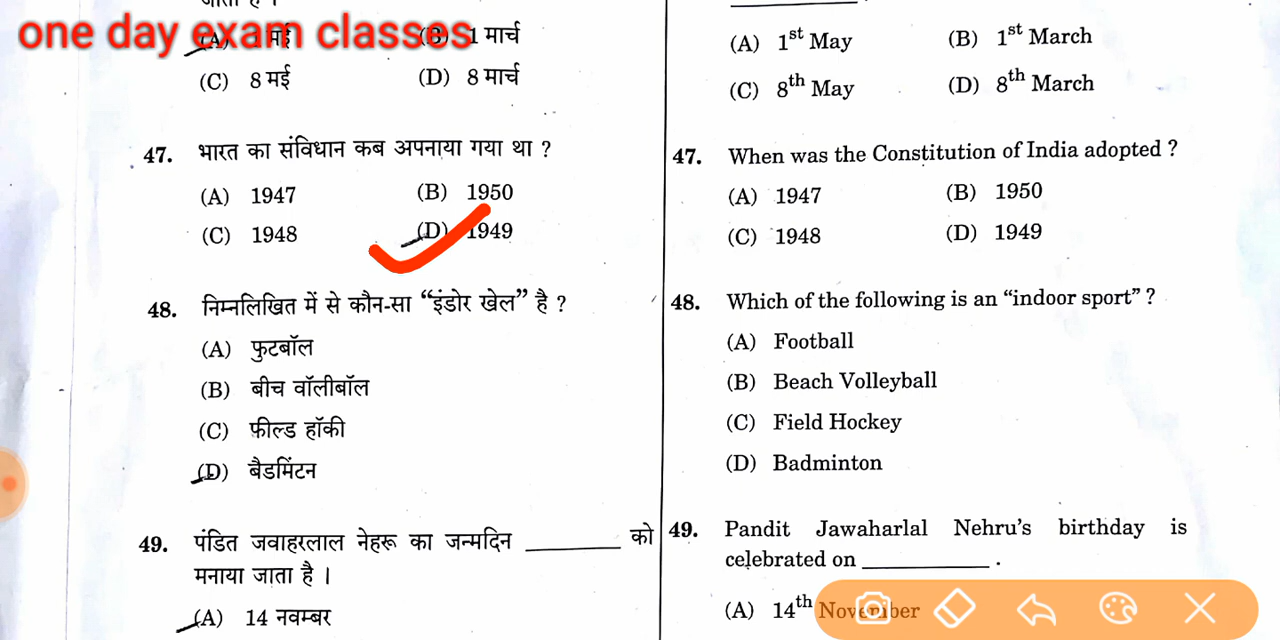 one day exam classes
जाता है ।
(A) 1 मई (B) 1 मार्च
(C) 8 मई (D) 8 मार्च
47. भारत का संविधान कब अपनाया गया था ?
(A) 1947 (B) 1950
(C) 1948 (D) 1949
48. निम्नलिखित में से कौन-सा “इंडोर खेल” है ?
(A) फुटबॉल
(B) बीच वॉलीबॉल
(C) फील्ड हॉकी
(D) बैडमिंटन
49. पंडित जवाहरलाल नेहरू का जन्मदिन ________ को
मनाया जाता है ।
(A) 14 नवम्बर
(A) 1st May (B) 1st March
(C) 8th May (D) 8th March
47. When was the Constitution of India adopted ?
(A) 1947 (B) 1950
(C) 1948 (D) 1949
48. Which of the following is an “indoor sport” ?
(A) Football
(B) Beach Volleyball
(C) Field Hockey
(D) Badminton
49. Pandit Jawaharlal Nehru’s birthday is
celebrated on ___________ .
(A) 14th November